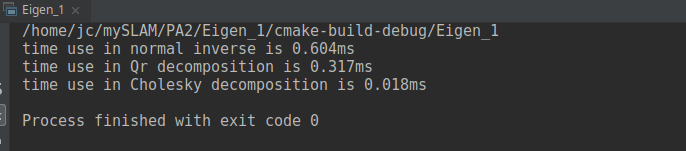 Eigen_1 ×
/home/jc/mySLAM/PA2/Eigen_1/cmake-build-debug/Eigen_1
time use in normal inverse is 0.604ms
time use in Qr decomposition is 0.317ms
time use in Cholesky decomposition is 0.018ms
Process finished with exit code 0